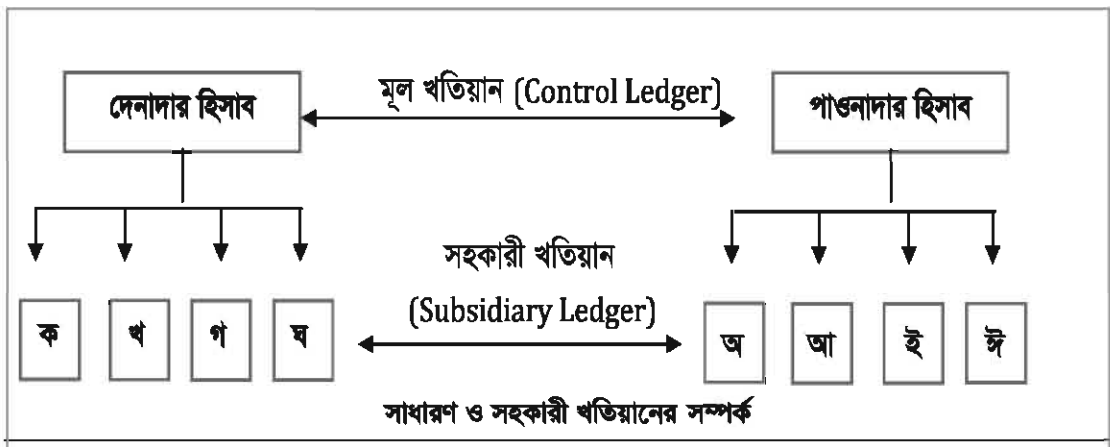 দেনাদার হিসাব
মূল খতিয়ান (Control Ledger)
পাওনাদার হিসাব
সহকারী খতিয়ান
(Subsidiary Ledger)
ক খ গ ঘ
অ আ ই ঈ
সাধারণ ও সহকারী খতিয়ানের সম্পর্ক